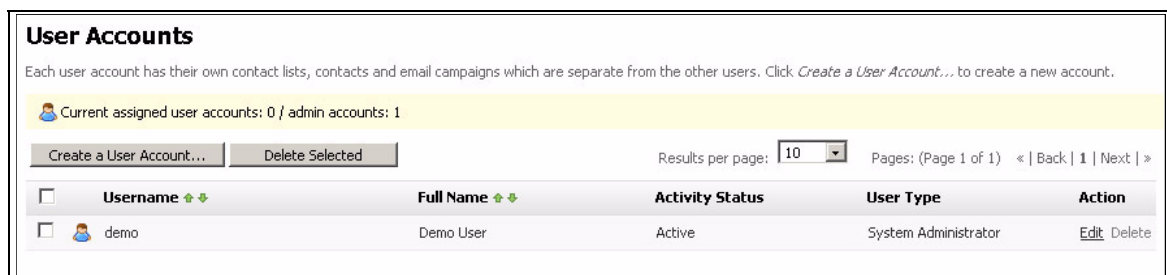 User Accounts
Each user account has their own contact lists, contacts and email campaigns which are separate from the other users. Click Create a User Account... to create a new account.
Current assigned user accounts: 0 / admin accounts: 1
Create a User Account... Delete Selected Results per page: 10 Pages: (Page 1 of 1) « | Back | 1 | Next | »
Username Full Name Activity Status User Type Action
demo Demo User Active System Administrator Edit Delete